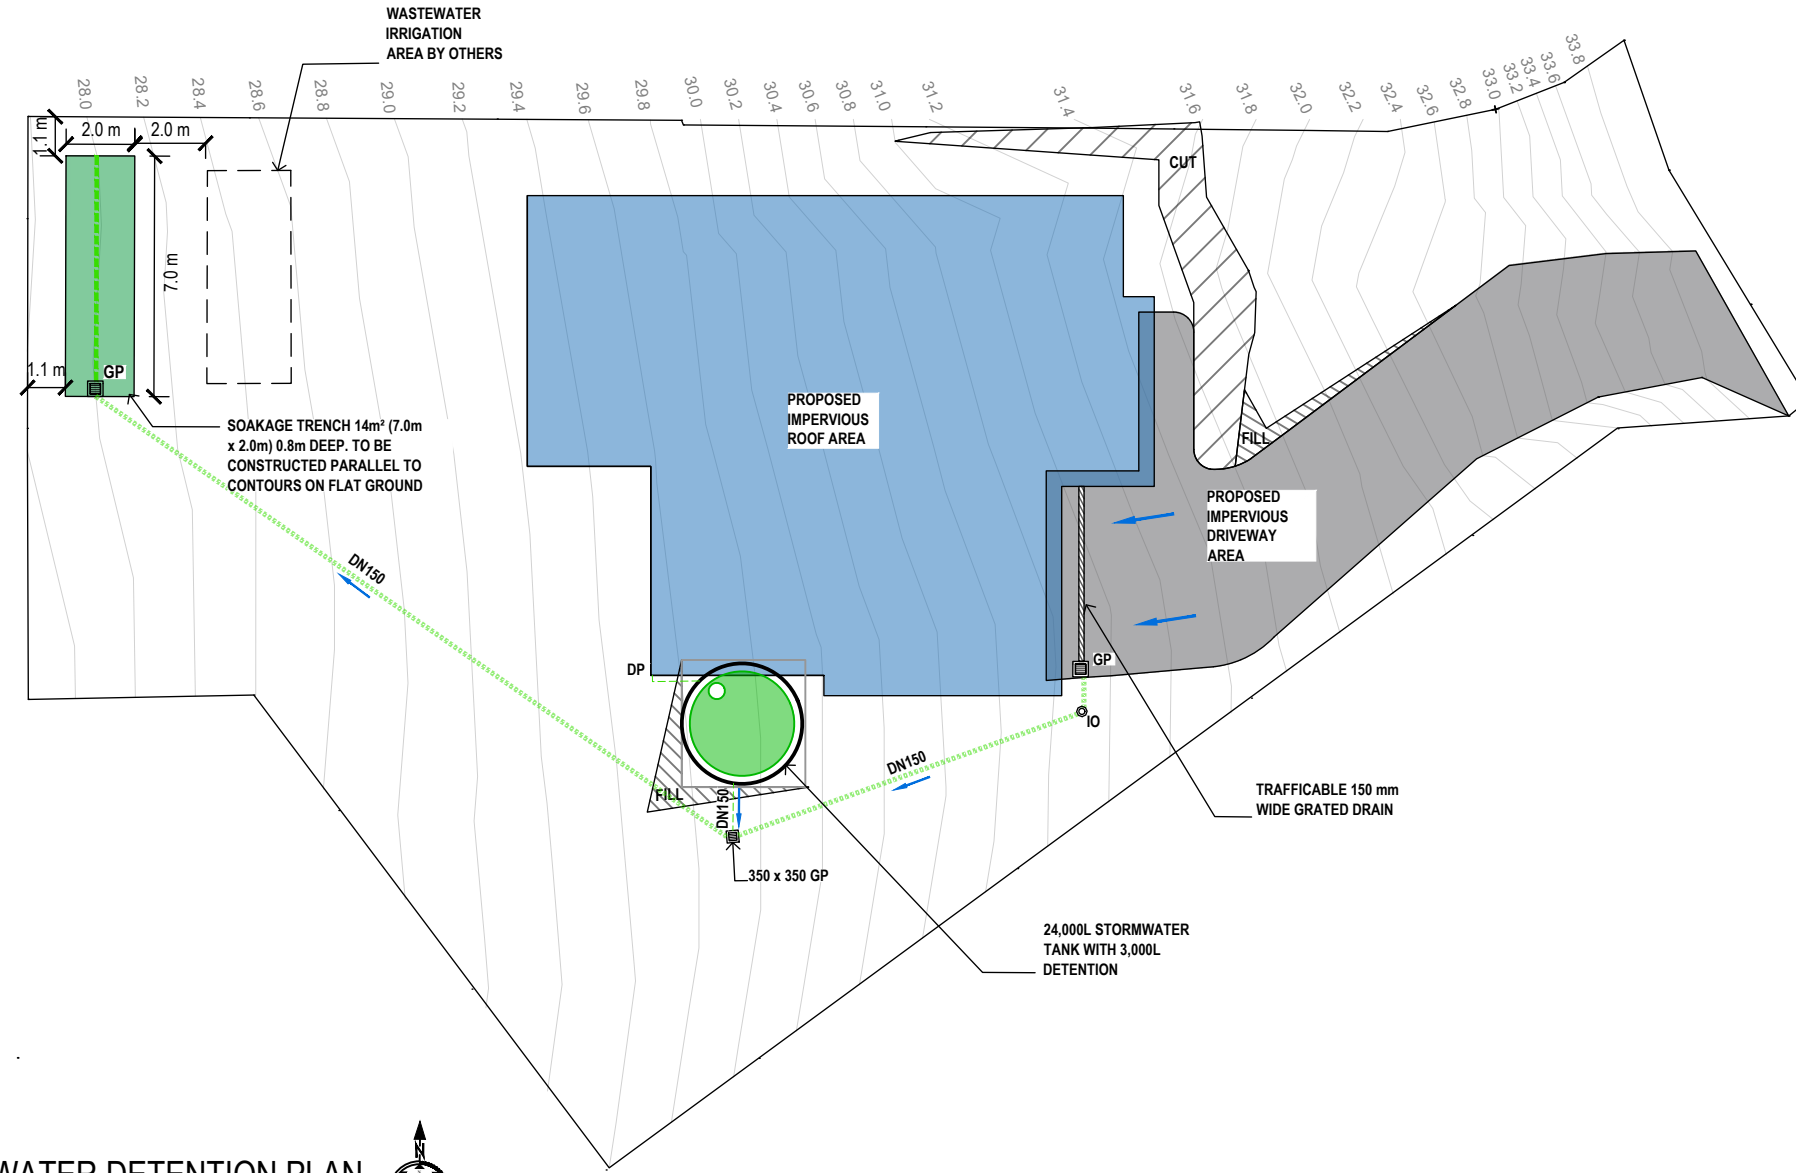 WASTEWATER
IRRIGATION
AREA BY OTHERS
28.0
28.2
28.4
28.6
28.8
29.0
29.2
29.4
29.6
29.8
30.0
30.2
30.4
30.6
30.8
31.0
31.2
31.4
31.6
31.8
32.0
32.2
32.4
32.6
32.8
33.0
33.2
33.4
33.6
33.8
1.1 m
2.0 m
2.0 m
7.0 m
1.1 m
GP
SOAKAGE TRENCH 14m² (7.0m
x 2.0m) 0.8m DEEP. TO BE
CONSTRUCTED PARALLEL TO
CONTOURS ON FLAT GROUND
CUT
PROPOSED
IMPERVIOUS
ROOF AREA
FILL
PROPOSED
IMPERVIOUS
DRIVEWAY
AREA
DN150
DP
GP
IO
FILL
DN150
DN150
350 x 350 GP
TRAFFICABLE 150 mm
WIDE GRATED DRAIN
24,000L STORMWATER
TANK WITH 3,000L
DETENTION
N
WATER DETENTION PLAN